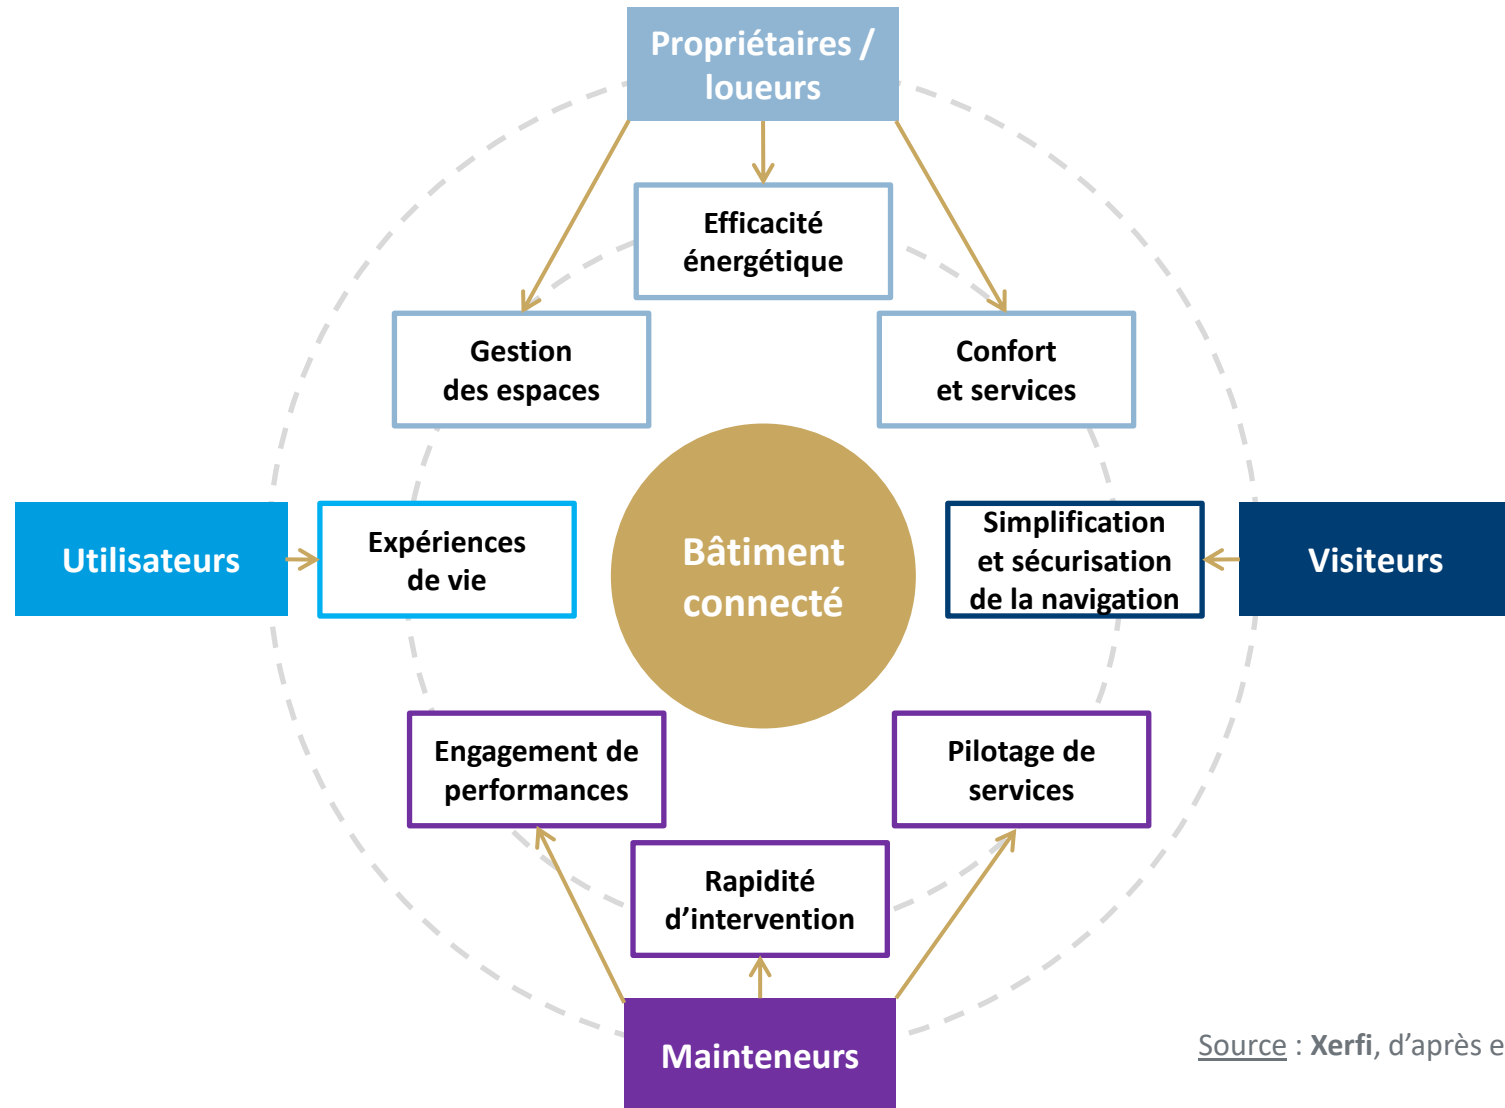 Propriétaires /
loueurs
Efficacité
énergétique
Gestion
des espaces
Confort
et services
Utilisateurs
Expériences
de vie
Bâtiment
connecté
Simplification
et sécurisation
de la navigation
Visiteurs
Engagement de
performances
Pilotage de
services
Rapidité
d’intervention
Mainteneurs
Source : Xerfi, d’après